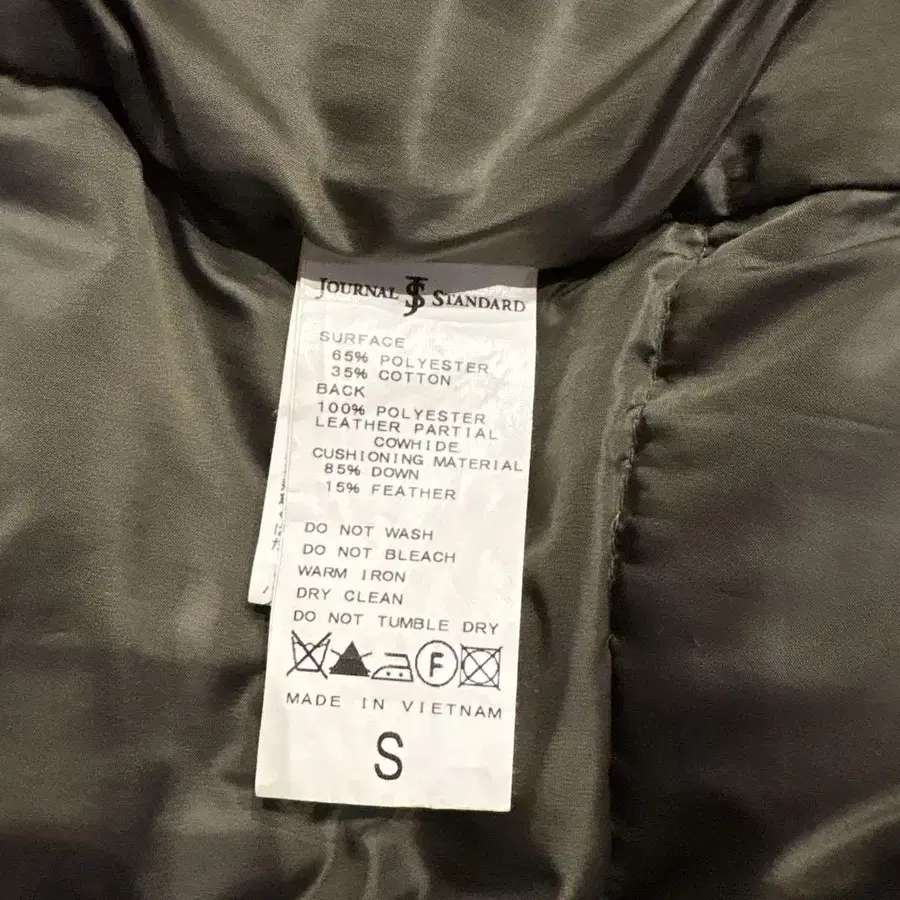 JOURNAL JS STANDARD
SURFACE
65% POLYESTER
35% COTTON
BACK
100% POLYESTER
LEATHER PARTIAL
COWHIDE
CUSHIONING MATERIAL
85% DOWN
15% FEATHER
DO NOT WASH
DO NOT BLEACH
WARM IRON
DRY CLEAN
DO NOT TUMBLE DRY
F
MADE IN VIETNAM
S